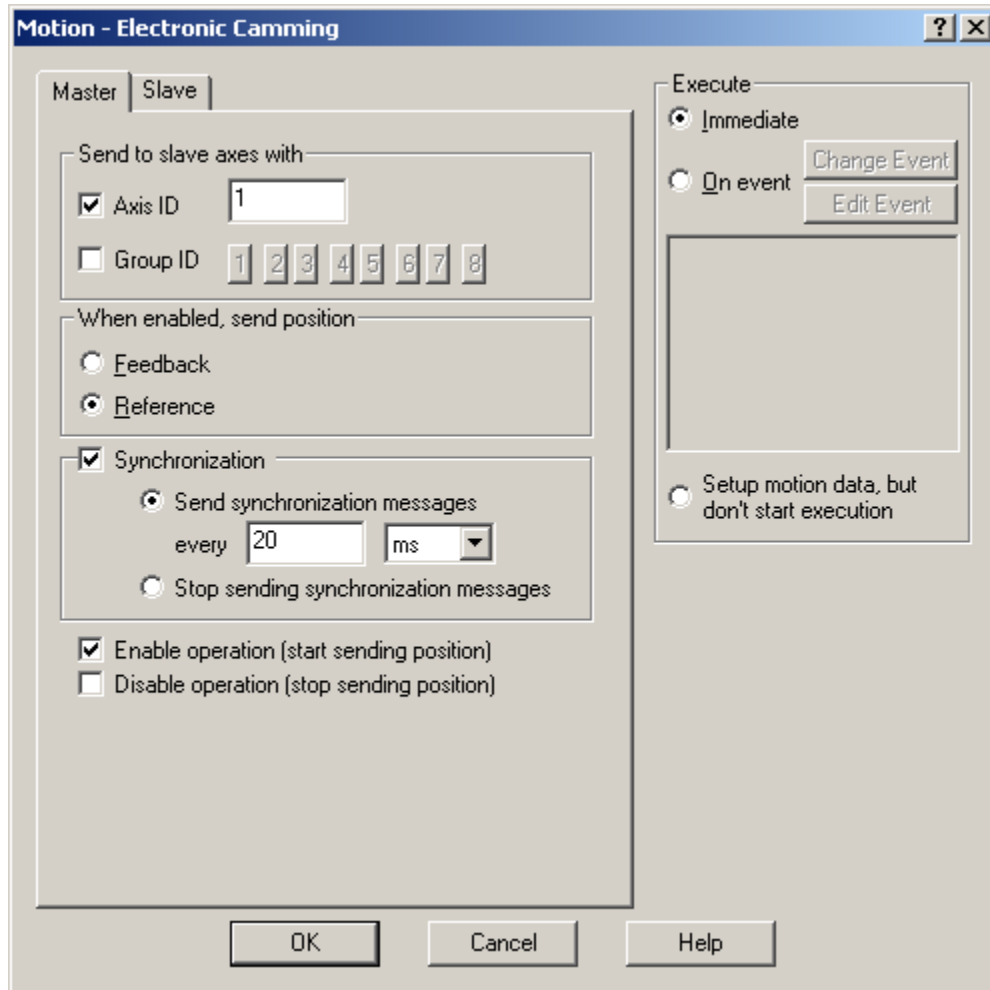 Motion - Electronic Camming
Master
Slave
Send to slave axes with
Axis ID
1
Group ID
1 2 3 4 5 6 7 8
When enabled, send position
Feedback
Reference
Synchronization
Send synchronization messages
every 20 ms
Stop sending synchronization messages
Enable operation (start sending position)
Disable operation (stop sending position)
Execute
Immediate
On event
Change Event
Edit Event
Setup motion data, but
don't start execution
OK
Cancel
Help